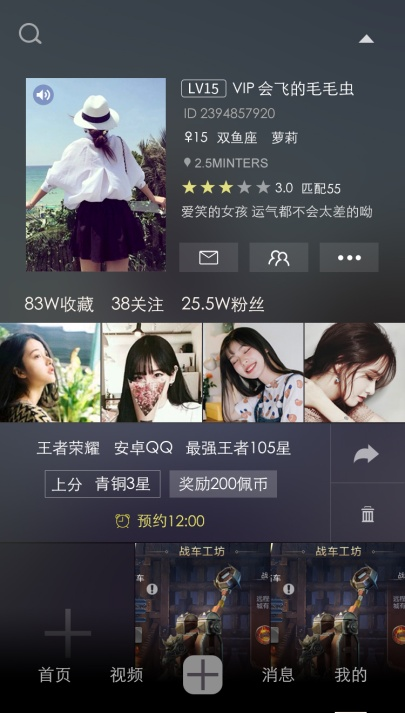 LV15 VIP 会飞的毛毛虫
ID 2394857920
♀15 双鱼座 萝莉
2.5MINTERS
3.0 匹配55
爱笑的女孩 运气都不会太差的呦
83W收藏 38关注 25.5W粉丝
王者荣耀 安卓QQ 最强王者105星
上分 青铜3星 奖励200佩币
预约12:00
战车工坊 战车工坊
首页 视频 消息 我的